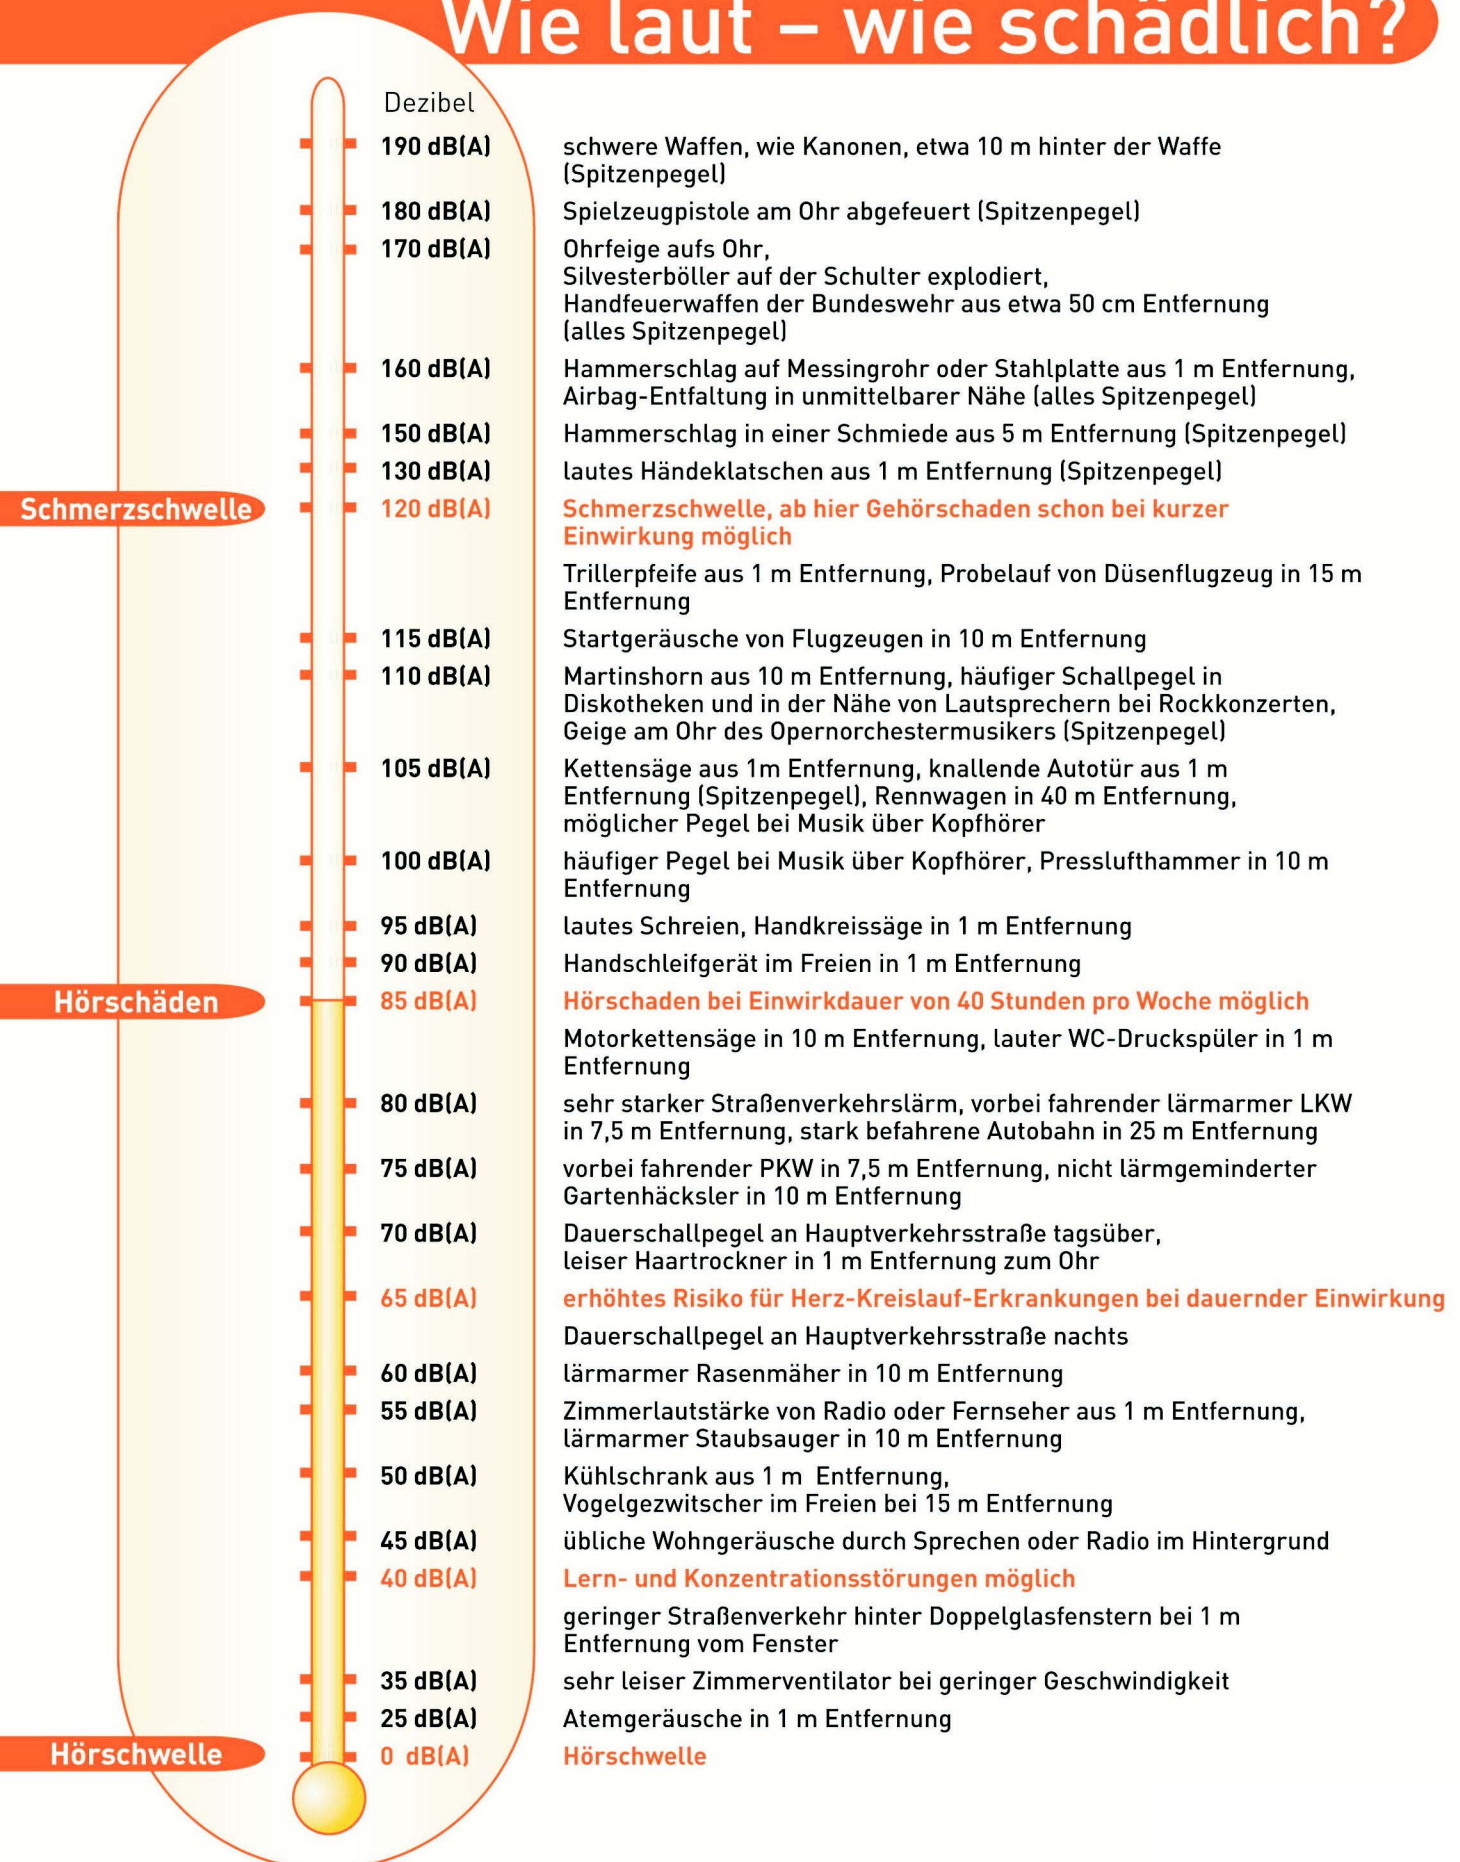 Wie laut – wie schädlich?
Dezibel
190 dB(A) schwere Waffen, wie Kanonen, etwa 10 m hinter der Waffe
(Spitzenpegel)
180 dB(A) Spielzeugpistole am Ohr abgefeuert (Spitzenpegel)
170 dB(A) Ohrfeige aufs Ohr,
Silvesterböller auf der Schulter explodiert,
Handfeuerwaffen der Bundeswehr aus etwa 50 cm Entfernung
(alles Spitzenpegel)
160 dB(A) Hammerschlag auf Messingrohr oder Stahlplatte aus 1 m Entfernung,
Airbag-Entfaltung in unmittelbarer Nähe (alles Spitzenpegel)
150 dB(A) Hammerschlag in einer Schmiede aus 5 m Entfernung (Spitzenpegel)
130 dB(A) lautes Händeklatschen aus 1 m Entfernung (Spitzenpegel)
Schmerzschwelle 120 dB(A) Schmerzschwelle, ab hier Gehörschaden schon bei kurzer
Einwirkung möglich
Trillerpfeife aus 1 m Entfernung, Probelauf von Düsenflugzeug in 15 m
Entfernung
115 dB(A) Startgeräusche von Flugzeugen in 10 m Entfernung
110 dB(A) Martinshorn aus 10 m Entfernung, häufiger Schallpegel in
Diskotheken und in der Nähe von Lautsprechern bei Rockkonzerten,
Geige am Ohr des Opernorchestermusikers (Spitzenpegel)
105 dB(A) Kettensäge aus 1m Entfernung, knallende Autotür aus 1 m
Entfernung (Spitzenpegel), Rennwagen in 40 m Entfernung,
möglicher Pegel bei Musik über Kopfhörer
100 dB(A) häufiger Pegel bei Musik über Kopfhörer, Presslufthammer in 10 m
Entfernung
95 dB(A) lautes Schreien, Handkreissäge in 1 m Entfernung
90 dB(A) Handschleifgerät im Freien in 1 m Entfernung
Hörschäden 85 dB(A) Hörschaden bei Einwirkdauer von 40 Stunden pro Woche möglich
Motorkettensäge in 10 m Entfernung, lauter WC-Druckspüler in 1 m
Entfernung
80 dB(A) sehr starker Straßenverkehrslärm, vorbei fahrender lärmarmer LKW
in 7,5 m Entfernung, stark befahrene Autobahn in 25 m Entfernung
75 dB(A) vorbei fahrender PKW in 7,5 m Entfernung, nicht lärmgeminderter
Gartenhäcksler in 10 m Entfernung
70 dB(A) Dauerschallpegel an Hauptverkehrsstraße tagsüber,
leiser Haartrockner in 1 m Entfernung zum Ohr
65 dB(A) erhöhtes Risiko für Herz-Kreislauf-Erkrankungen bei dauernder Einwirkung
Dauerschallpegel an Hauptverkehrsstraße nachts
60 dB(A) lärmarmer Rasenmäher in 10 m Entfernung
55 dB(A) Zimmerlautstärke von Radio oder Fernseher aus 1 m Entfernung,
lärmarmer Staubsauger in 10 m Entfernung
50 dB(A) Kühlschrank aus 1 m Entfernung,
Vogelgezwitscher im Freien bei 15 m Entfernung
45 dB(A) übliche Wohngeräusche durch Sprechen oder Radio im Hintergrund
40 dB(A) Lern- und Konzentrationsstörungen möglich
geringer Straßenverkehr hinter Doppelglasfenstern bei 1 m
Entfernung vom Fenster
35 dB(A) sehr leiser Zimmerventilator bei geringer Geschwindigkeit
25 dB(A) Atemgeräusche in 1 m Entfernung
Hörschwelle 0 dB(A) Hörschwelle